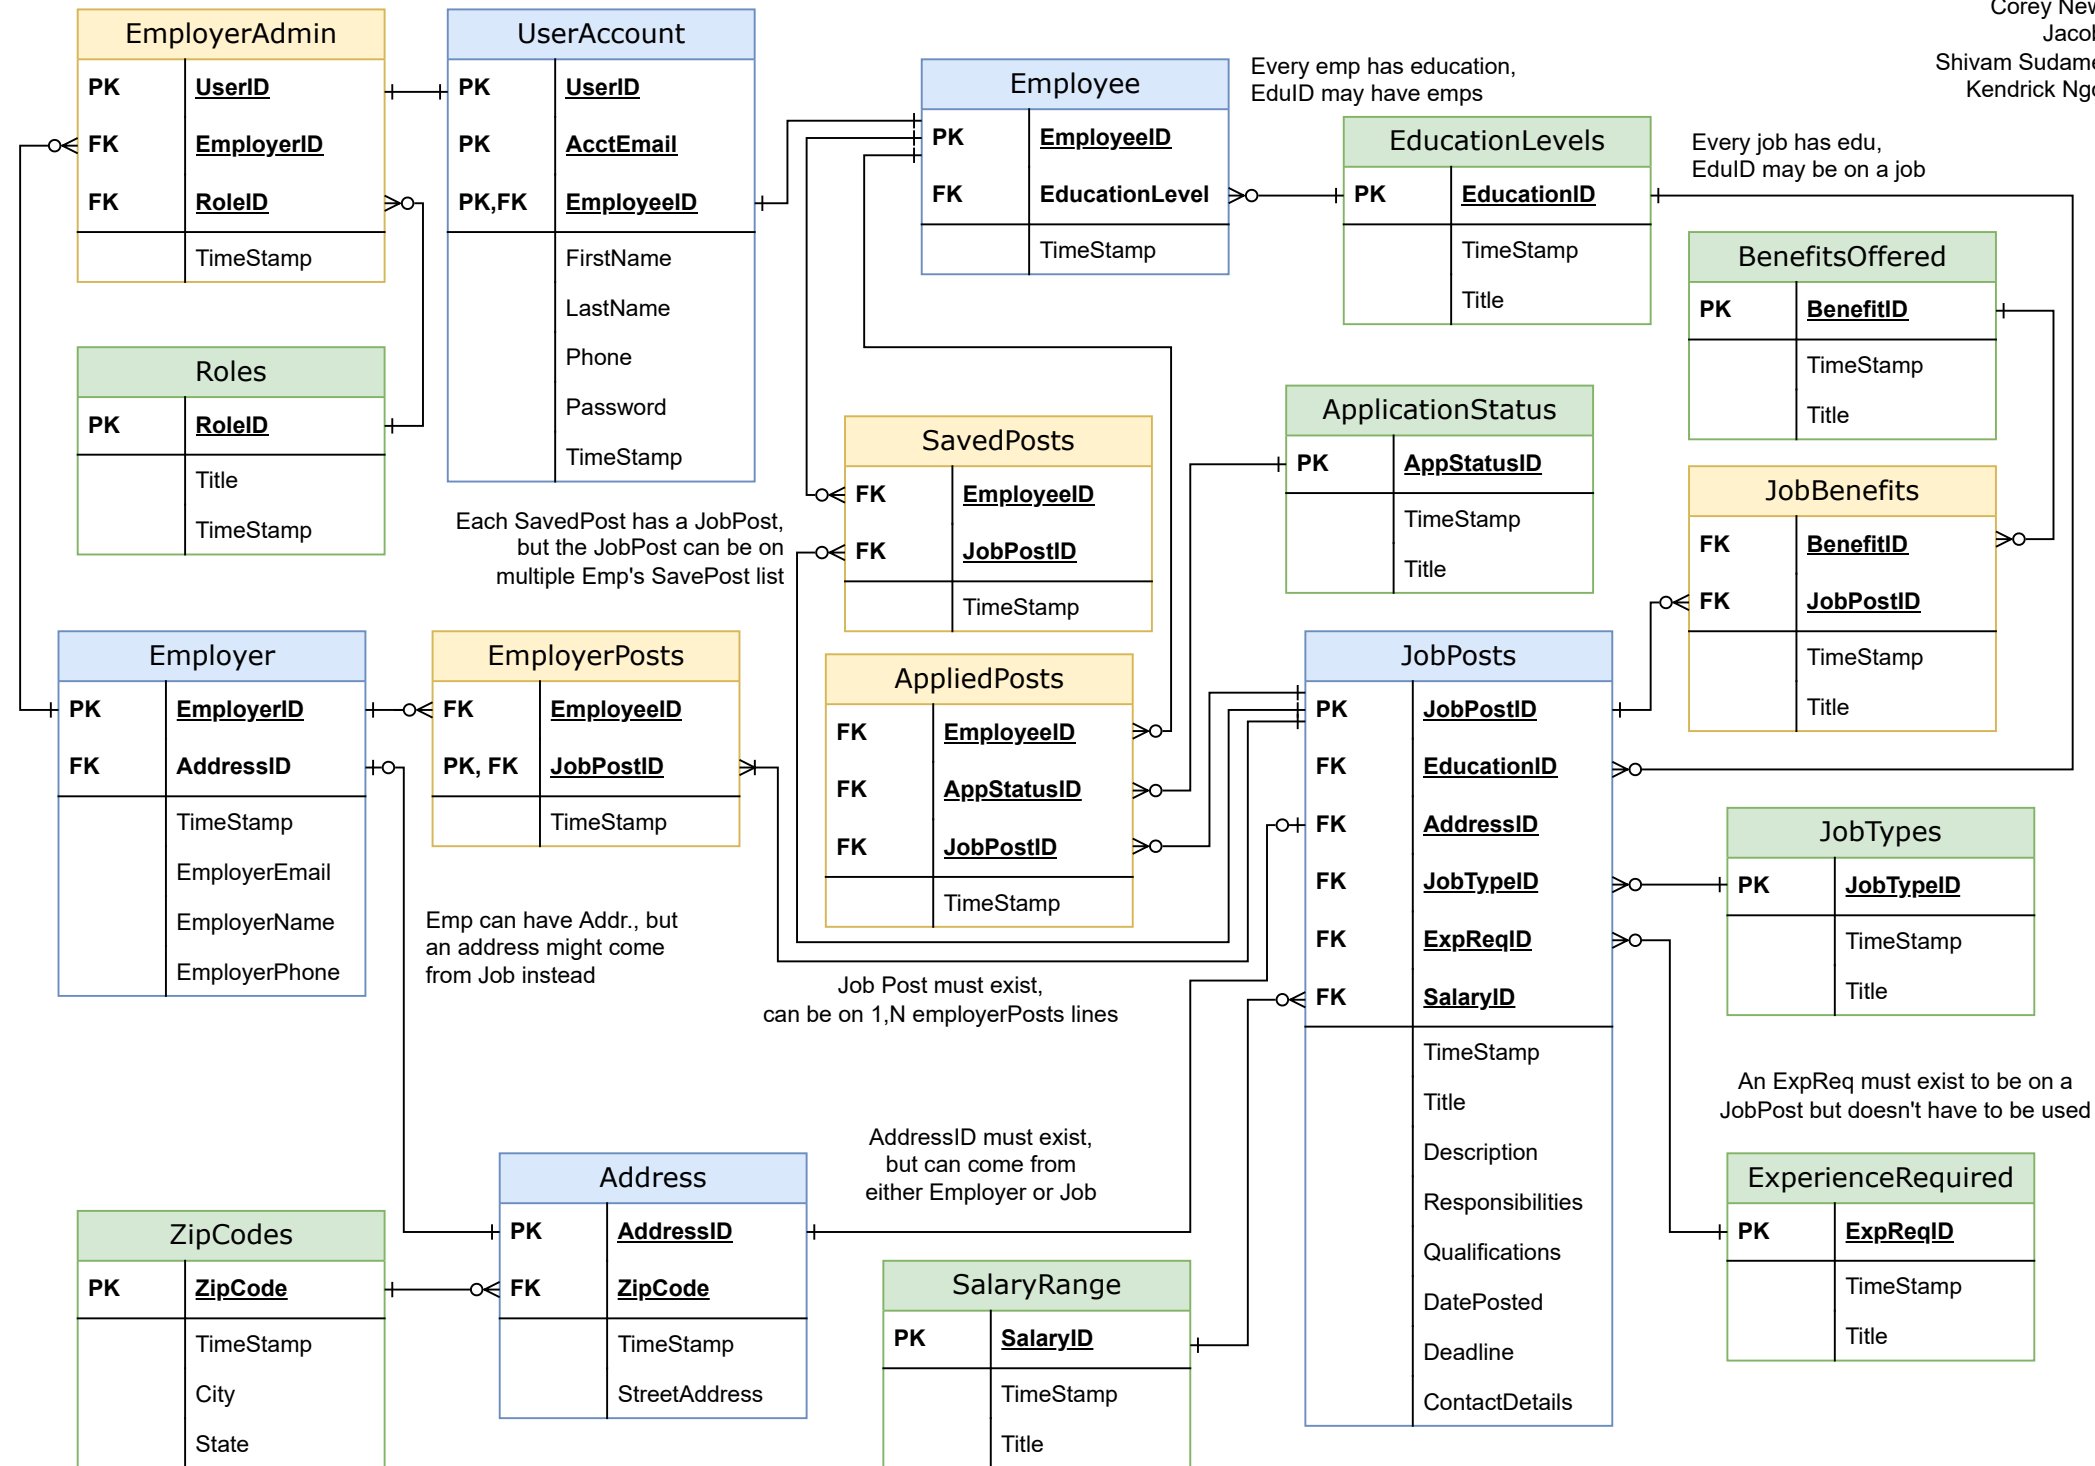 Corey New
Jacob
Shivam Sudame
Kendrick Ngo
EmployerAdmin
PK UserID
FK EmployerID
FK RoleID
TimeStamp
UserAccount
PK UserID
PK AcctEmail
PK,FK EmployeeID
FirstName
LastName
Phone
Password
TimeStamp
Employee
PK EmployeeID
FK EducationLevel
TimeStamp
Every emp has education,
EduID may have emps
EducationLevels
PK EducationID
TimeStamp
Title
Every job has edu,
EduID may be on a job
BenefitsOffered
PK BenefitID
TimeStamp
Title
Roles
PK RoleID
Title
TimeStamp
SavedPosts
FK EmployeeID
FK JobPostID
TimeStamp
ApplicationStatus
PK AppStatusID
TimeStamp
Title
JobBenefits
FK BenefitID
FK JobPostID
TimeStamp
Title
Each SavedPost has a JobPost,
but the JobPost can be on
multiple Emp's SavePost list
Employer
PK EmployerID
FK AddressID
TimeStamp
EmployerEmail
EmployerName
EmployerPhone
EmployerPosts
FK EmployeeID
PK, FK JobPostID
TimeStamp
AppliedPosts
FK EmployeeID
FK AppStatusID
FK JobPostID
TimeStamp
JobPosts
PK JobPostID
FK EducationID
FK AddressID
FK JobTypeID
FK ExpReqID
FK SalaryID
TimeStamp
Title
Description
Responsibilities
Qualifications
DatePosted
Deadline
ContactDetails
JobTypes
PK JobTypeID
TimeStamp
Title
Emp can have Addr., but
an address might come
from Job instead
Job Post must exist,
can be on 1,N employerPosts lines
An ExpReq must exist to be on a
JobPost but doesn't have to be used
AddressID must exist,
but can come from
either Employer or Job
Address
PK AddressID
FK ZipCode
TimeStamp
StreetAddress
ExperienceRequired
PK ExpReqID
TimeStamp
Title
ZipCodes
PK ZipCode
TimeStamp
City
State
SalaryRange
PK SalaryID
TimeStamp
Title